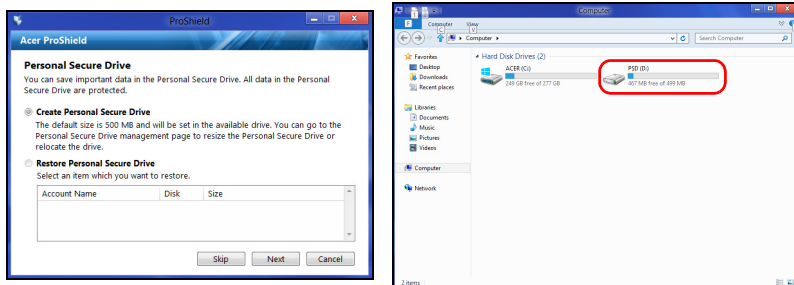 ProShield
Acer ProShield
Personal Secure Drive
You can save important data in the Personal Secure Drive. All data in the Personal
Secure Drive are protected.
Create Personal Secure Drive
The default size is 500 MB and will be set in the available drive. You can go to the
Personal Secure Drive management page to resize the Personal Secure Drive or
relocate the drive.
Restore Personal Secure Drive
Select an item which you want to restore.
Account Name Disk Size
Skip Next Cancel
Computer
F Computer View
C V
Computer
Search Computer
Favorites
Desktop
Downloads
Recent places
Libraries
Documents
Music
Pictures
Videos
Computer
Network
Hard Disk Drives (2)
ACER (C:)
249 GB free of 277 GB
PSD (D:)
467 MB free of 499 MB
2 items